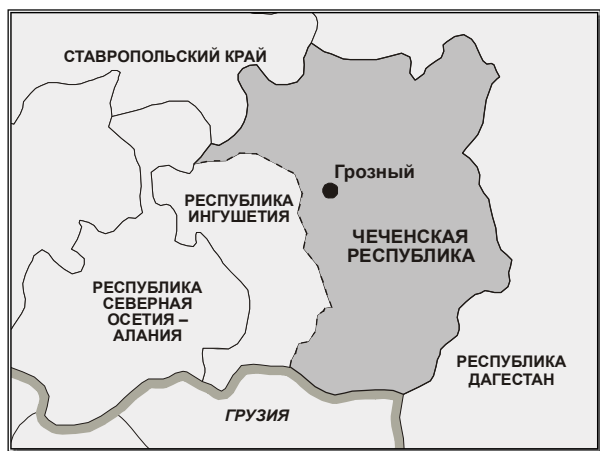 СТАВРОПОЛЬСКИЙ КРАЙ
Грозный
РЕСПУБЛИКА
ИНГУШЕТИЯ
ЧЕЧЕНСКАЯ
РЕСПУБЛИКА
РЕСПУБЛИКА
СЕВЕРНАЯ
ОСЕТИЯ –
АЛАНИЯ
РЕСПУБЛИКА
ДАГЕСТАН
ГРУЗИЯ